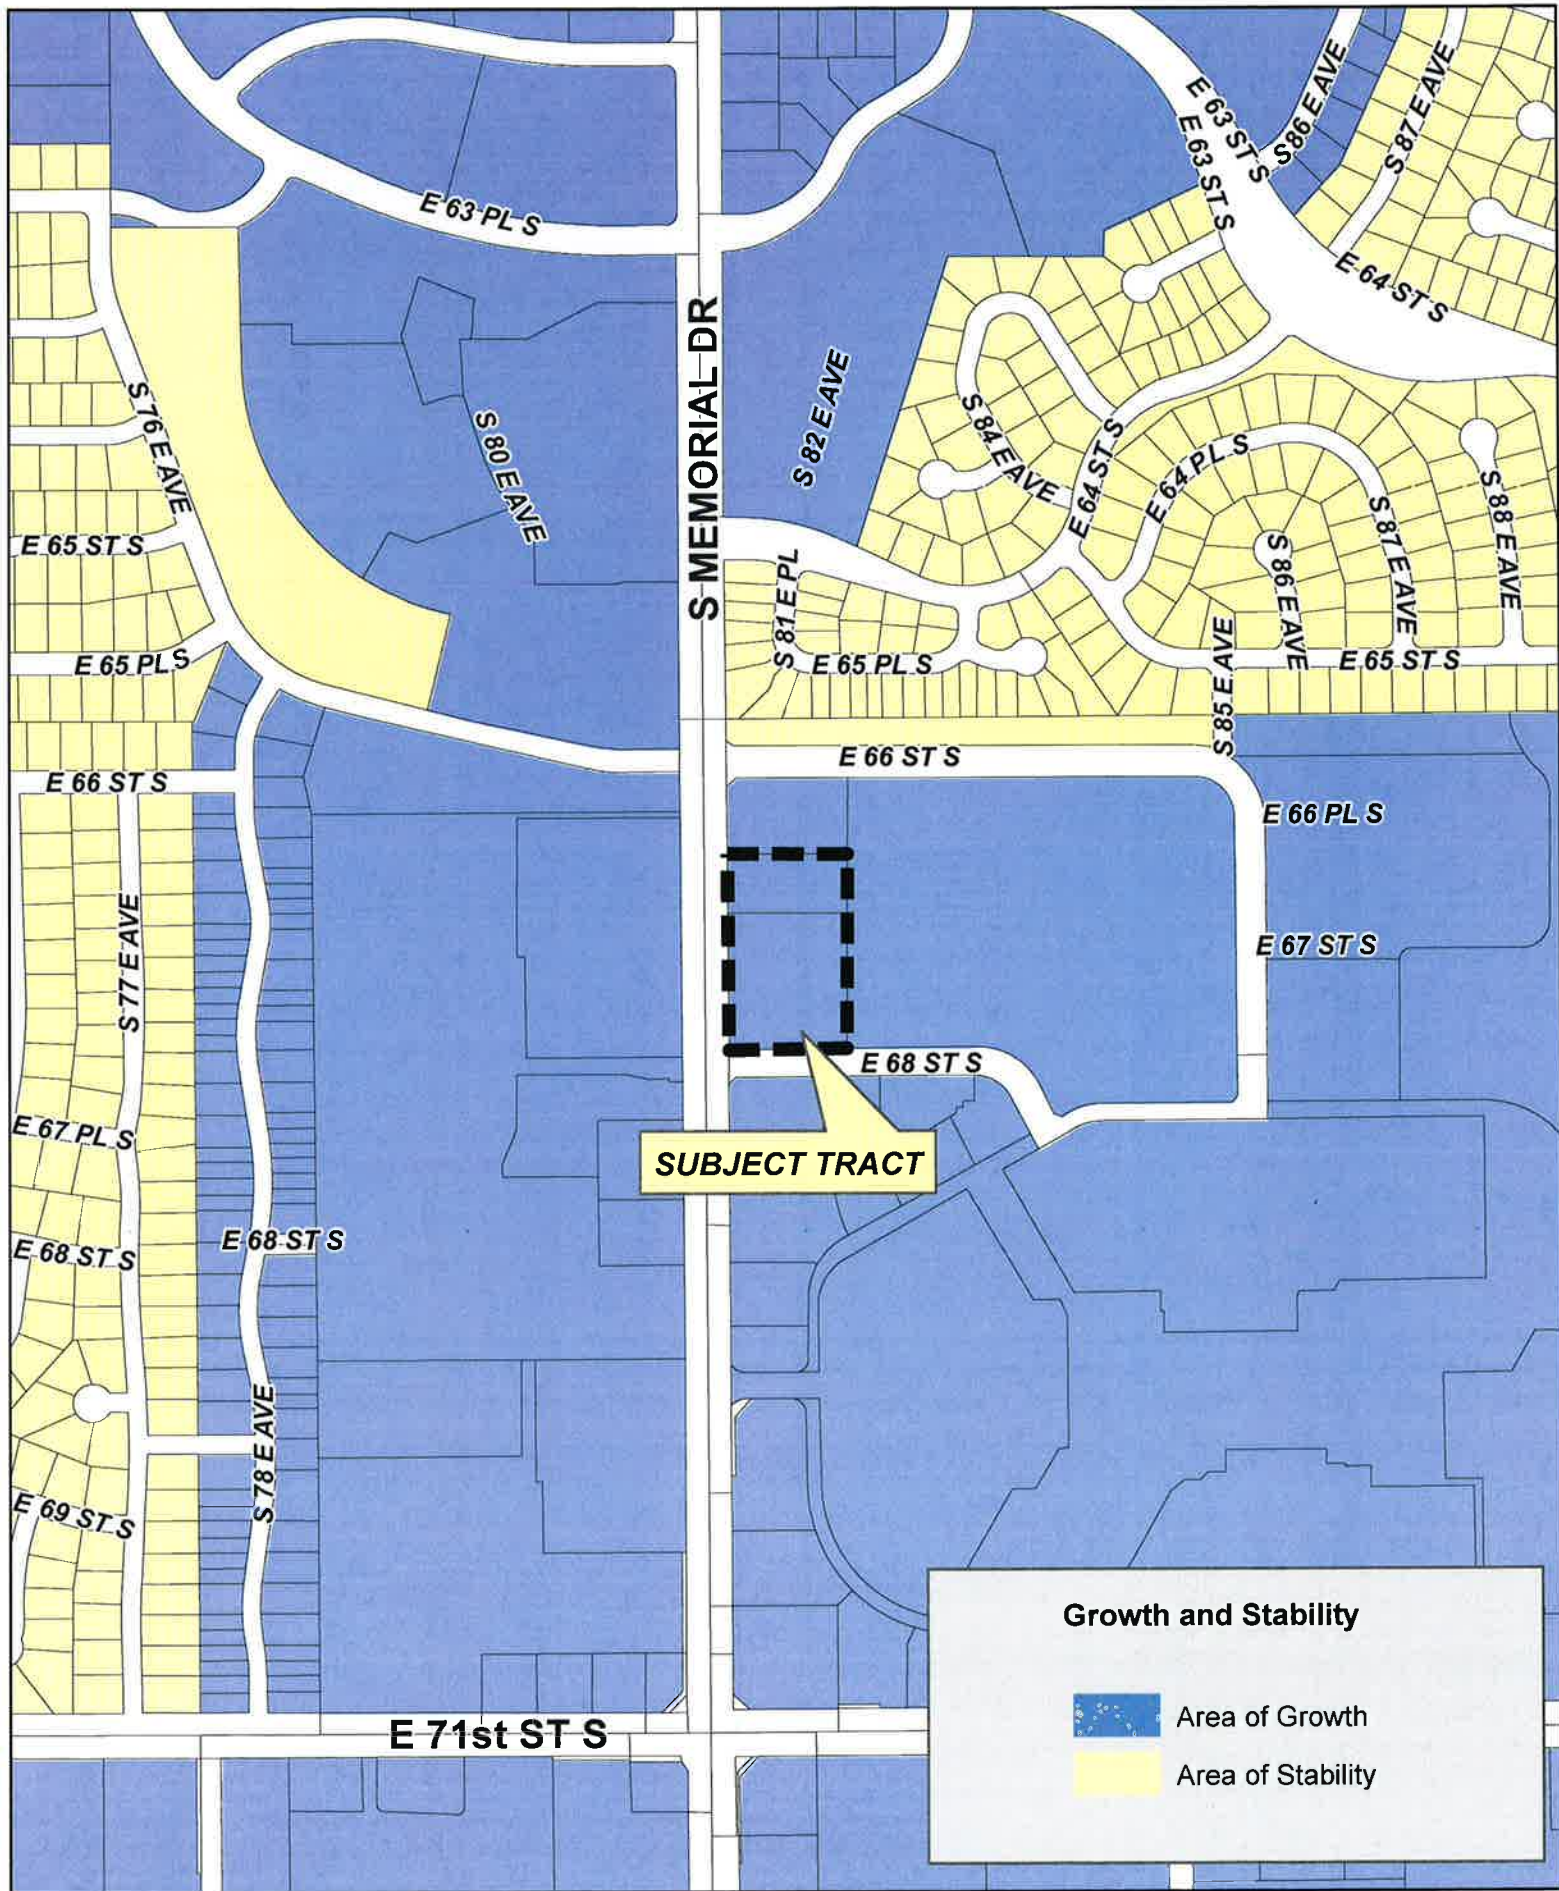 E 63 ST S
E 63 ST S
S 86 E AVE
S 87 E AVE
E 63 PL S
E 64 ST S
S MEMORIAL DR
S 82 E AVE
S 76 E AVE
S 80 E AVE
S 84 E AVE
E 64 ST S
E 64 PL S
S 87 E AVE
S 88 E AVE
E 65 ST S
S 86 E AVE
S 81 E PL
E 65 PL S
E 65 PL S
S 85 E AVE
E 65 ST S
E 66 ST S
E 66 ST S
E 66 PL S
S 77 E AVE
E 67 ST S
E 68 ST S
E 67 PL S
SUBJECT TRACT
E 68 ST S
E 68 ST S
S 78 E AVE
E 69 ST S
E 71st ST S
Growth and Stability
Area of Growth
Area of Stability